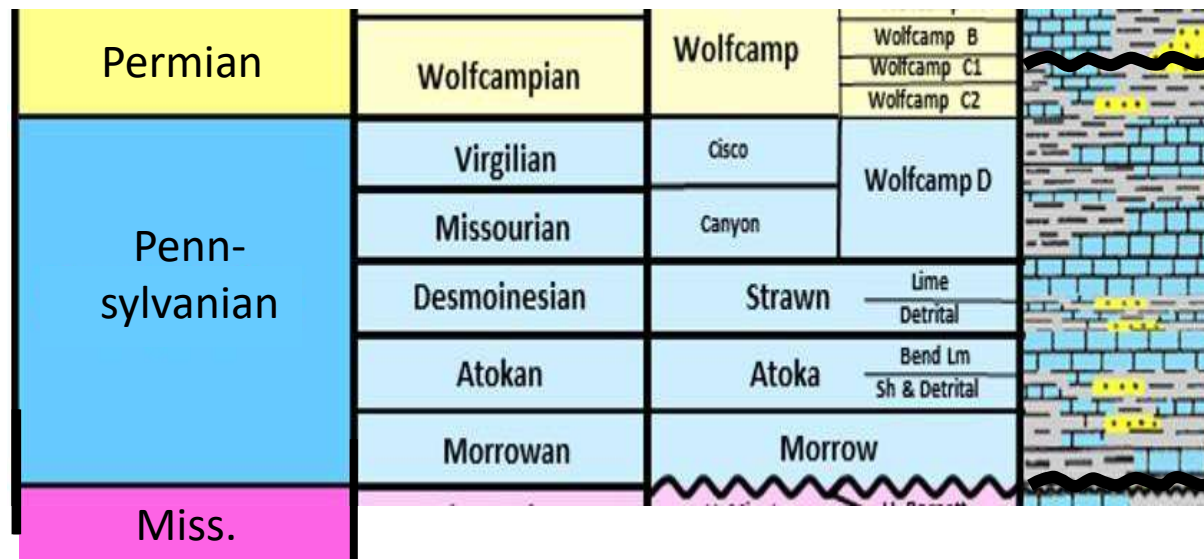 Permian
Wolfcampian
Wolfcamp
Wolfcamp B
Wolfcamp C1
Wolfcamp C2
Penn-
sylvanian
Virgilian
Cisco
Wolfcamp D
Missourian
Canyon
Desmoinesian
Strawn
Lime
Detrital
Atokan
Atoka
Bend Lm
Sh & Detrital
Morrowan
Morrow
Miss.